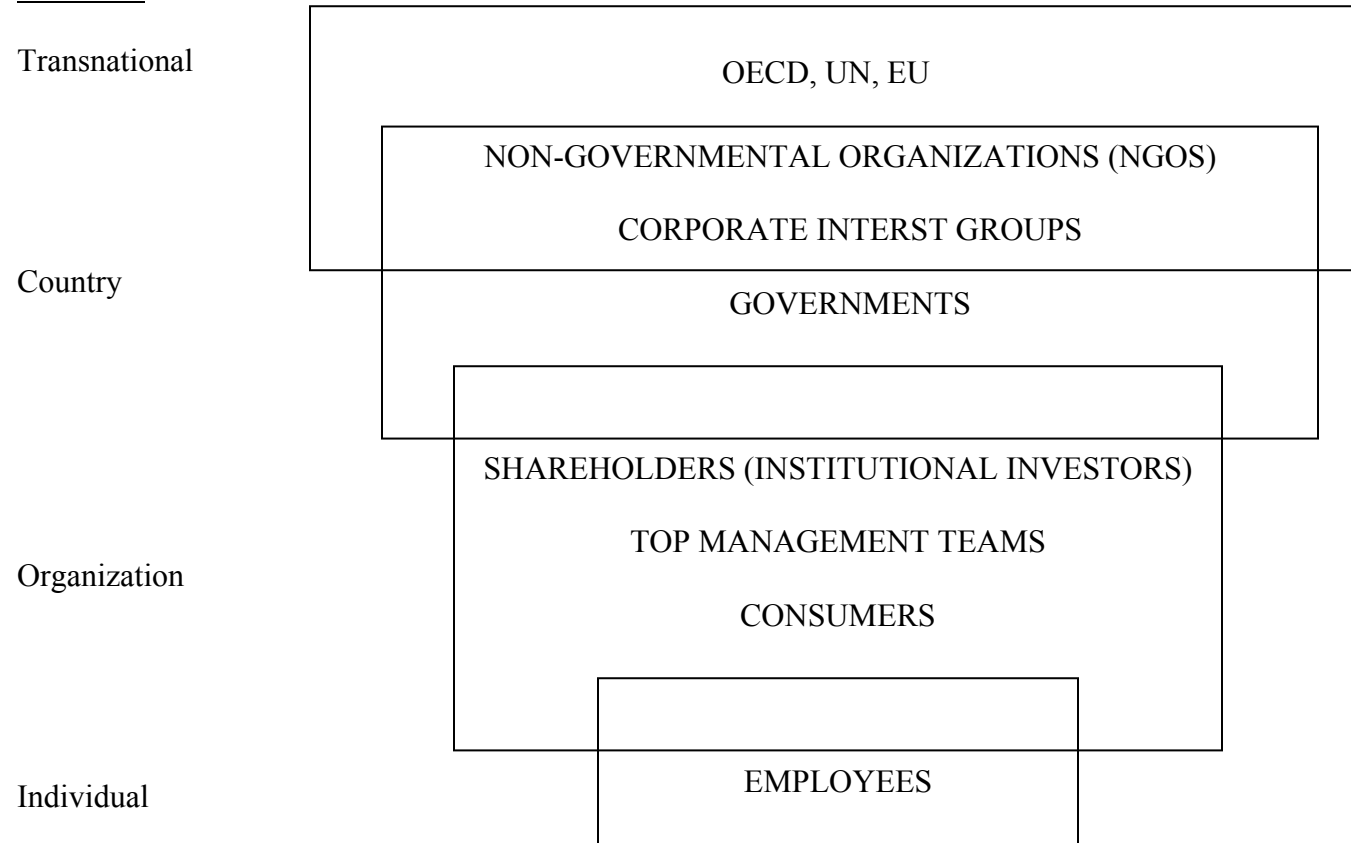 Transnational
OECD, UN, EU
NON-GOVERNMENTAL ORGANIZATIONS (NGOS)
CORPORATE INTERST GROUPS
Country
GOVERNMENTS
SHAREHOLDERS (INSTITUTIONAL INVESTORS)
TOP MANAGEMENT TEAMS
Organization
CONSUMERS
EMPLOYEES
Individual